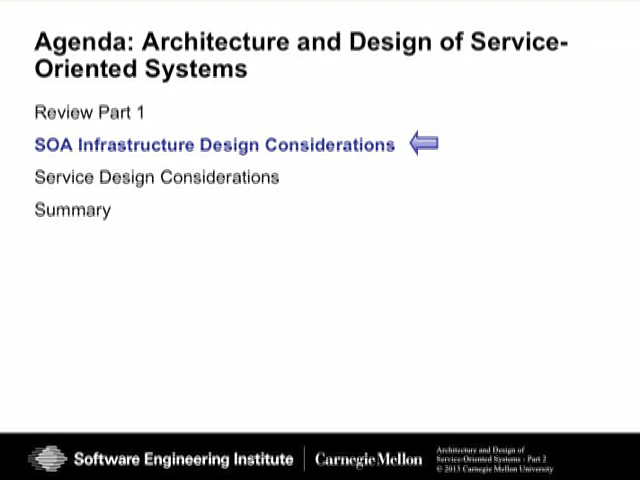 Agenda: Architecture and Design of Service-
Oriented Systems
Review Part 1
SOA Infrastructure Design Considerations
Service Design Considerations
Summary
Software Engineering Institute
Carnegie Mellon
Architecture and Design of
Service-Oriented Systems - Part 2
© 2013 Carnegie Mellon University